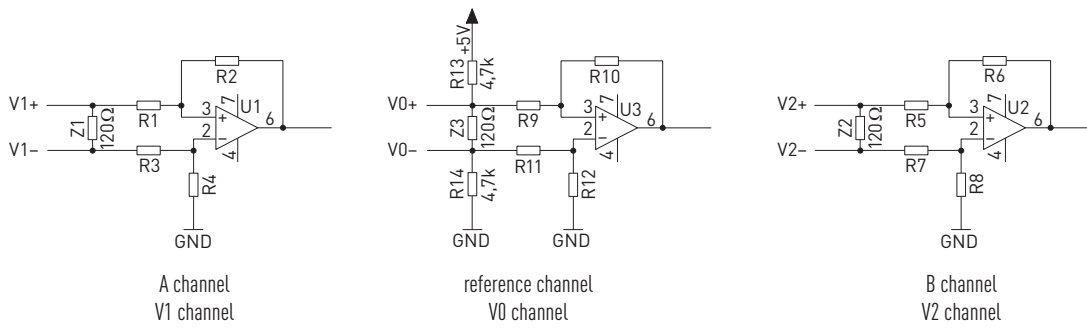 V1+
V1−
Z1
120Ω
R1
R3
R2
R4
3
2
+
−
7
U1
6
4
GND
A channel
V1 channel
+5V
R13
4,7k
V0+
V0−
Z3
120Ω
R9
R11
R10
R14
4,7k
R12
3
2
+
−
7
U3
6
4
GND
GND
reference channel
V0 channel
V2+
V2−
Z2
120Ω
R5
R7
R6
R8
3
2
+
−
7
U2
6
4
GND
B channel
V2 channel